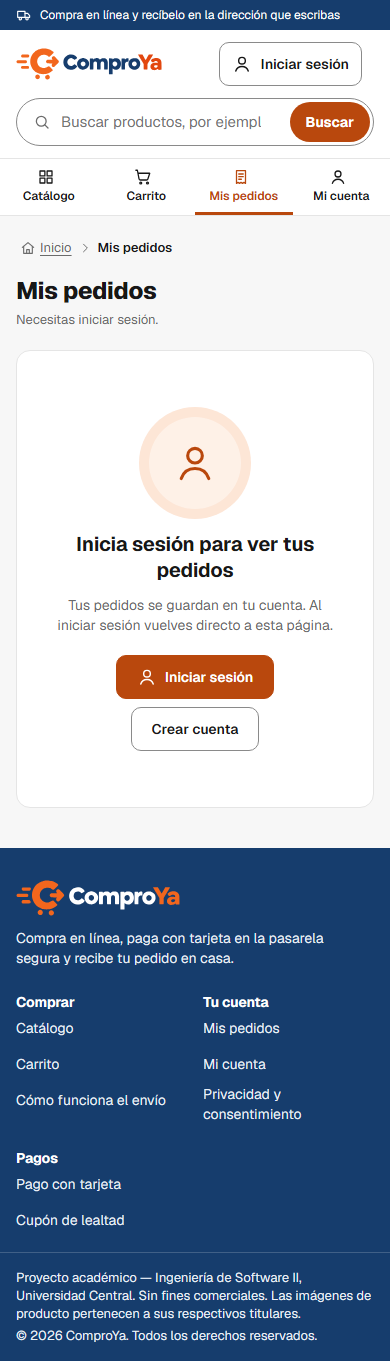 Compra en línea y recíbelo en la dirección que escribas
ComproYa
Iniciar sesión
Buscar productos, por ejempl
Buscar
Catálogo
Carrito
Mis pedidos
Mi cuenta
Inicio
Mis pedidos
Mis pedidos
Necesitas iniciar sesión.
Inicia sesión para ver tus
pedidos
Tus pedidos se guardan en tu cuenta. Al
iniciar sesión vuelves directo a esta página.
Iniciar sesión
Crear cuenta
ComproYa
Compra en línea, paga con tarjeta en la pasarela
segura y recibe tu pedido en casa.
Comprar
Catálogo
Carrito
Cómo funciona el envío
Tu cuenta
Mis pedidos
Mi cuenta
Privacidad y
consentimiento
Pagos
Pago con tarjeta
Cupón de lealtad
Proyecto académico — Ingeniería de Software II,
Universidad Central. Sin fines comerciales. Las imágenes de
producto pertenecen a sus respectivos titulares.
© 2026 ComproYa. Todos los derechos reservados.